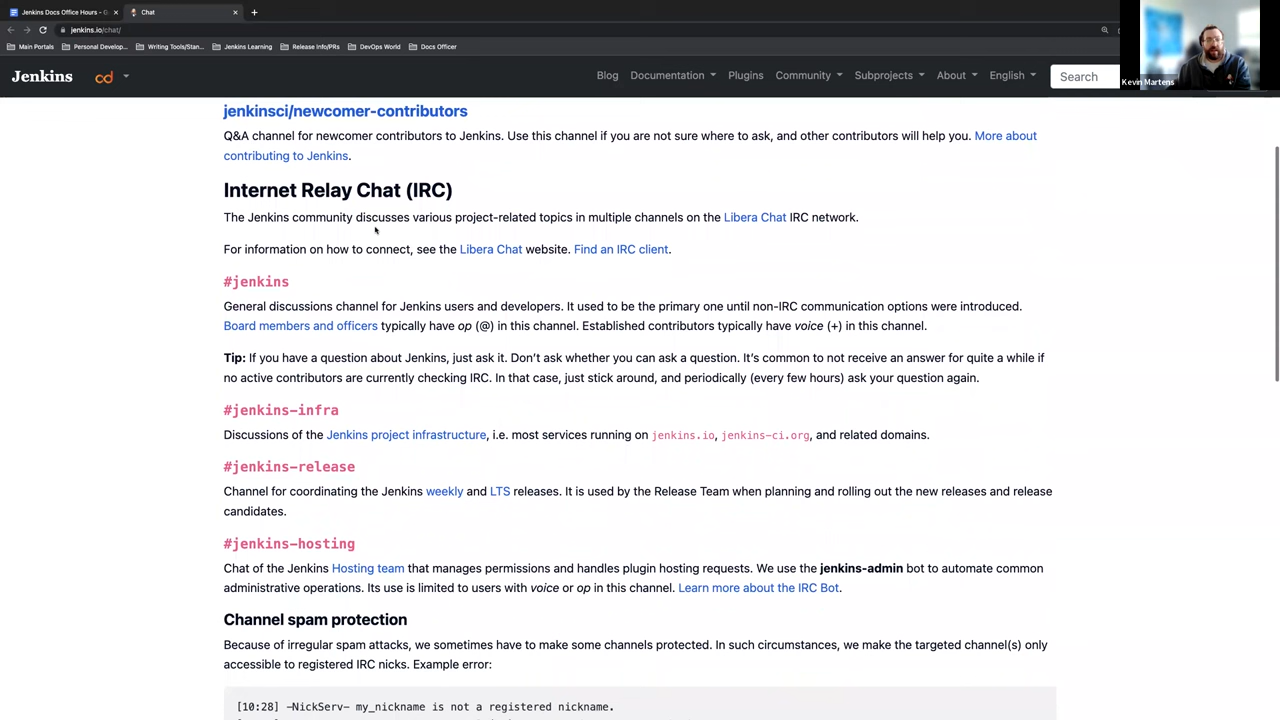 Jenkins Docs Office Hours - G
Chat
jenkins.io/chat/
Main Portals
Personal Develop...
Writing Tools/Stan...
Jenkins Learning
Release Info/PRs
DevOps World
Docs Officer
Kevin Martens
Jenkins
cd
Blog
Documentation
Plugins
Community
Subprojects
About
English
Search
jenkinsci/newcomer-contributors
Q&A channel for newcomer contributors to Jenkins. Use this channel if you are not sure where to ask, and other contributors will help you. More about
contributing to Jenkins.
Internet Relay Chat (IRC)
The Jenkins community discusses various project-related topics in multiple channels on the Libera Chat IRC network.
For information on how to connect, see the Libera Chat website. Find an IRC client.
#jenkins
General discussions channel for Jenkins users and developers. It used to be the primary one until non-IRC communication options were introduced.
Board members and officers typically have op (@) in this channel. Established contributors typically have voice (+) in this channel.
Tip: If you have a question about Jenkins, just ask it. Don't ask whether you can ask a question. It's common to not receive an answer for quite a while if
no active contributors are currently checking IRC. In that case, just stick around, and periodically (every few hours) ask your question again.
#jenkins-infra
Discussions of the Jenkins project infrastructure, i.e. most services running on jenkins.io, jenkins-ci.org, and related domains.
#jenkins-release
Channel for coordinating the Jenkins weekly and LTS releases. It is used by the Release Team when planning and rolling out the new releases and release
candidates.
#jenkins-hosting
Chat of the Jenkins Hosting team that manages permissions and handles plugin hosting requests. We use the jenkins-admin bot to automate common
administrative operations. Its use is limited to users with voice or op in this channel. Learn more about the IRC Bot.
Channel spam protection
Because of irregular spam attacks, we sometimes have to make some channels protected. In such circumstances, we make the targeted channel(s) only
accessible to registered IRC nicks. Example error:
[10:28] -NickServ- my_nickname is not a registered nickname.